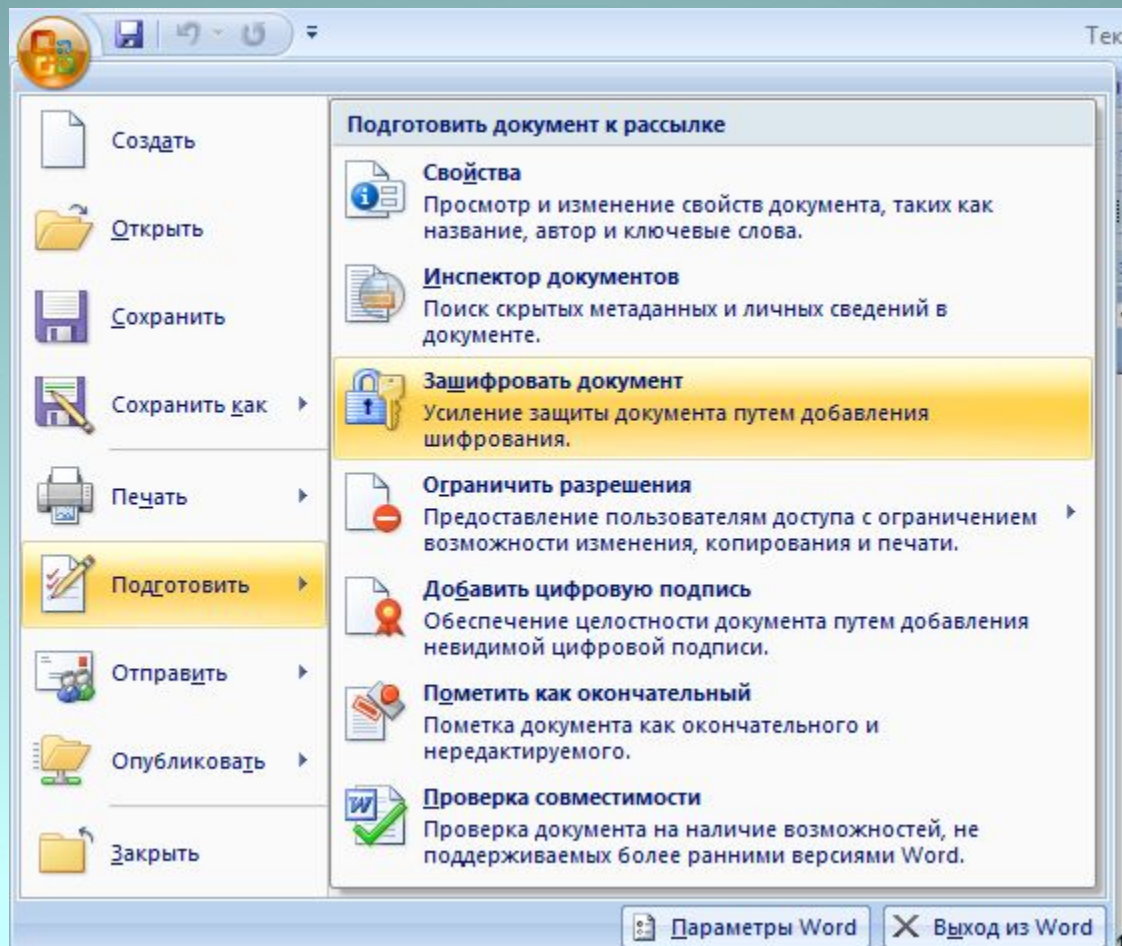 Тек
Создать
Открыть
Сохранить
Сохранить как
Печать
Подготовить
Отправить
Опубликовать
Закрыть
Подготовить документ к рассылке
Свойства
Просмотр и изменение свойств документа, таких как
название, автор и ключевые слова.
Инспектор документов
Поиск скрытых метаданных и личных сведений в
документе.
Зашифровать документ
Усиление защиты документа путем добавления
шифрования.
Ограничить разрешения
Предоставление пользователям доступа с ограничением
возможности изменения, копирования и печати.
Добавить цифровую подпись
Обеспечение целостности документа путем добавления
невидимой цифровой подписи.
Пометить как окончательный
Пометка документа как окончательного и
нередактируемого.
Проверка совместимости
Проверка документа на наличие возможностей, не
поддерживаемых более ранними версиями Word.
Параметры Word
Выход из Word